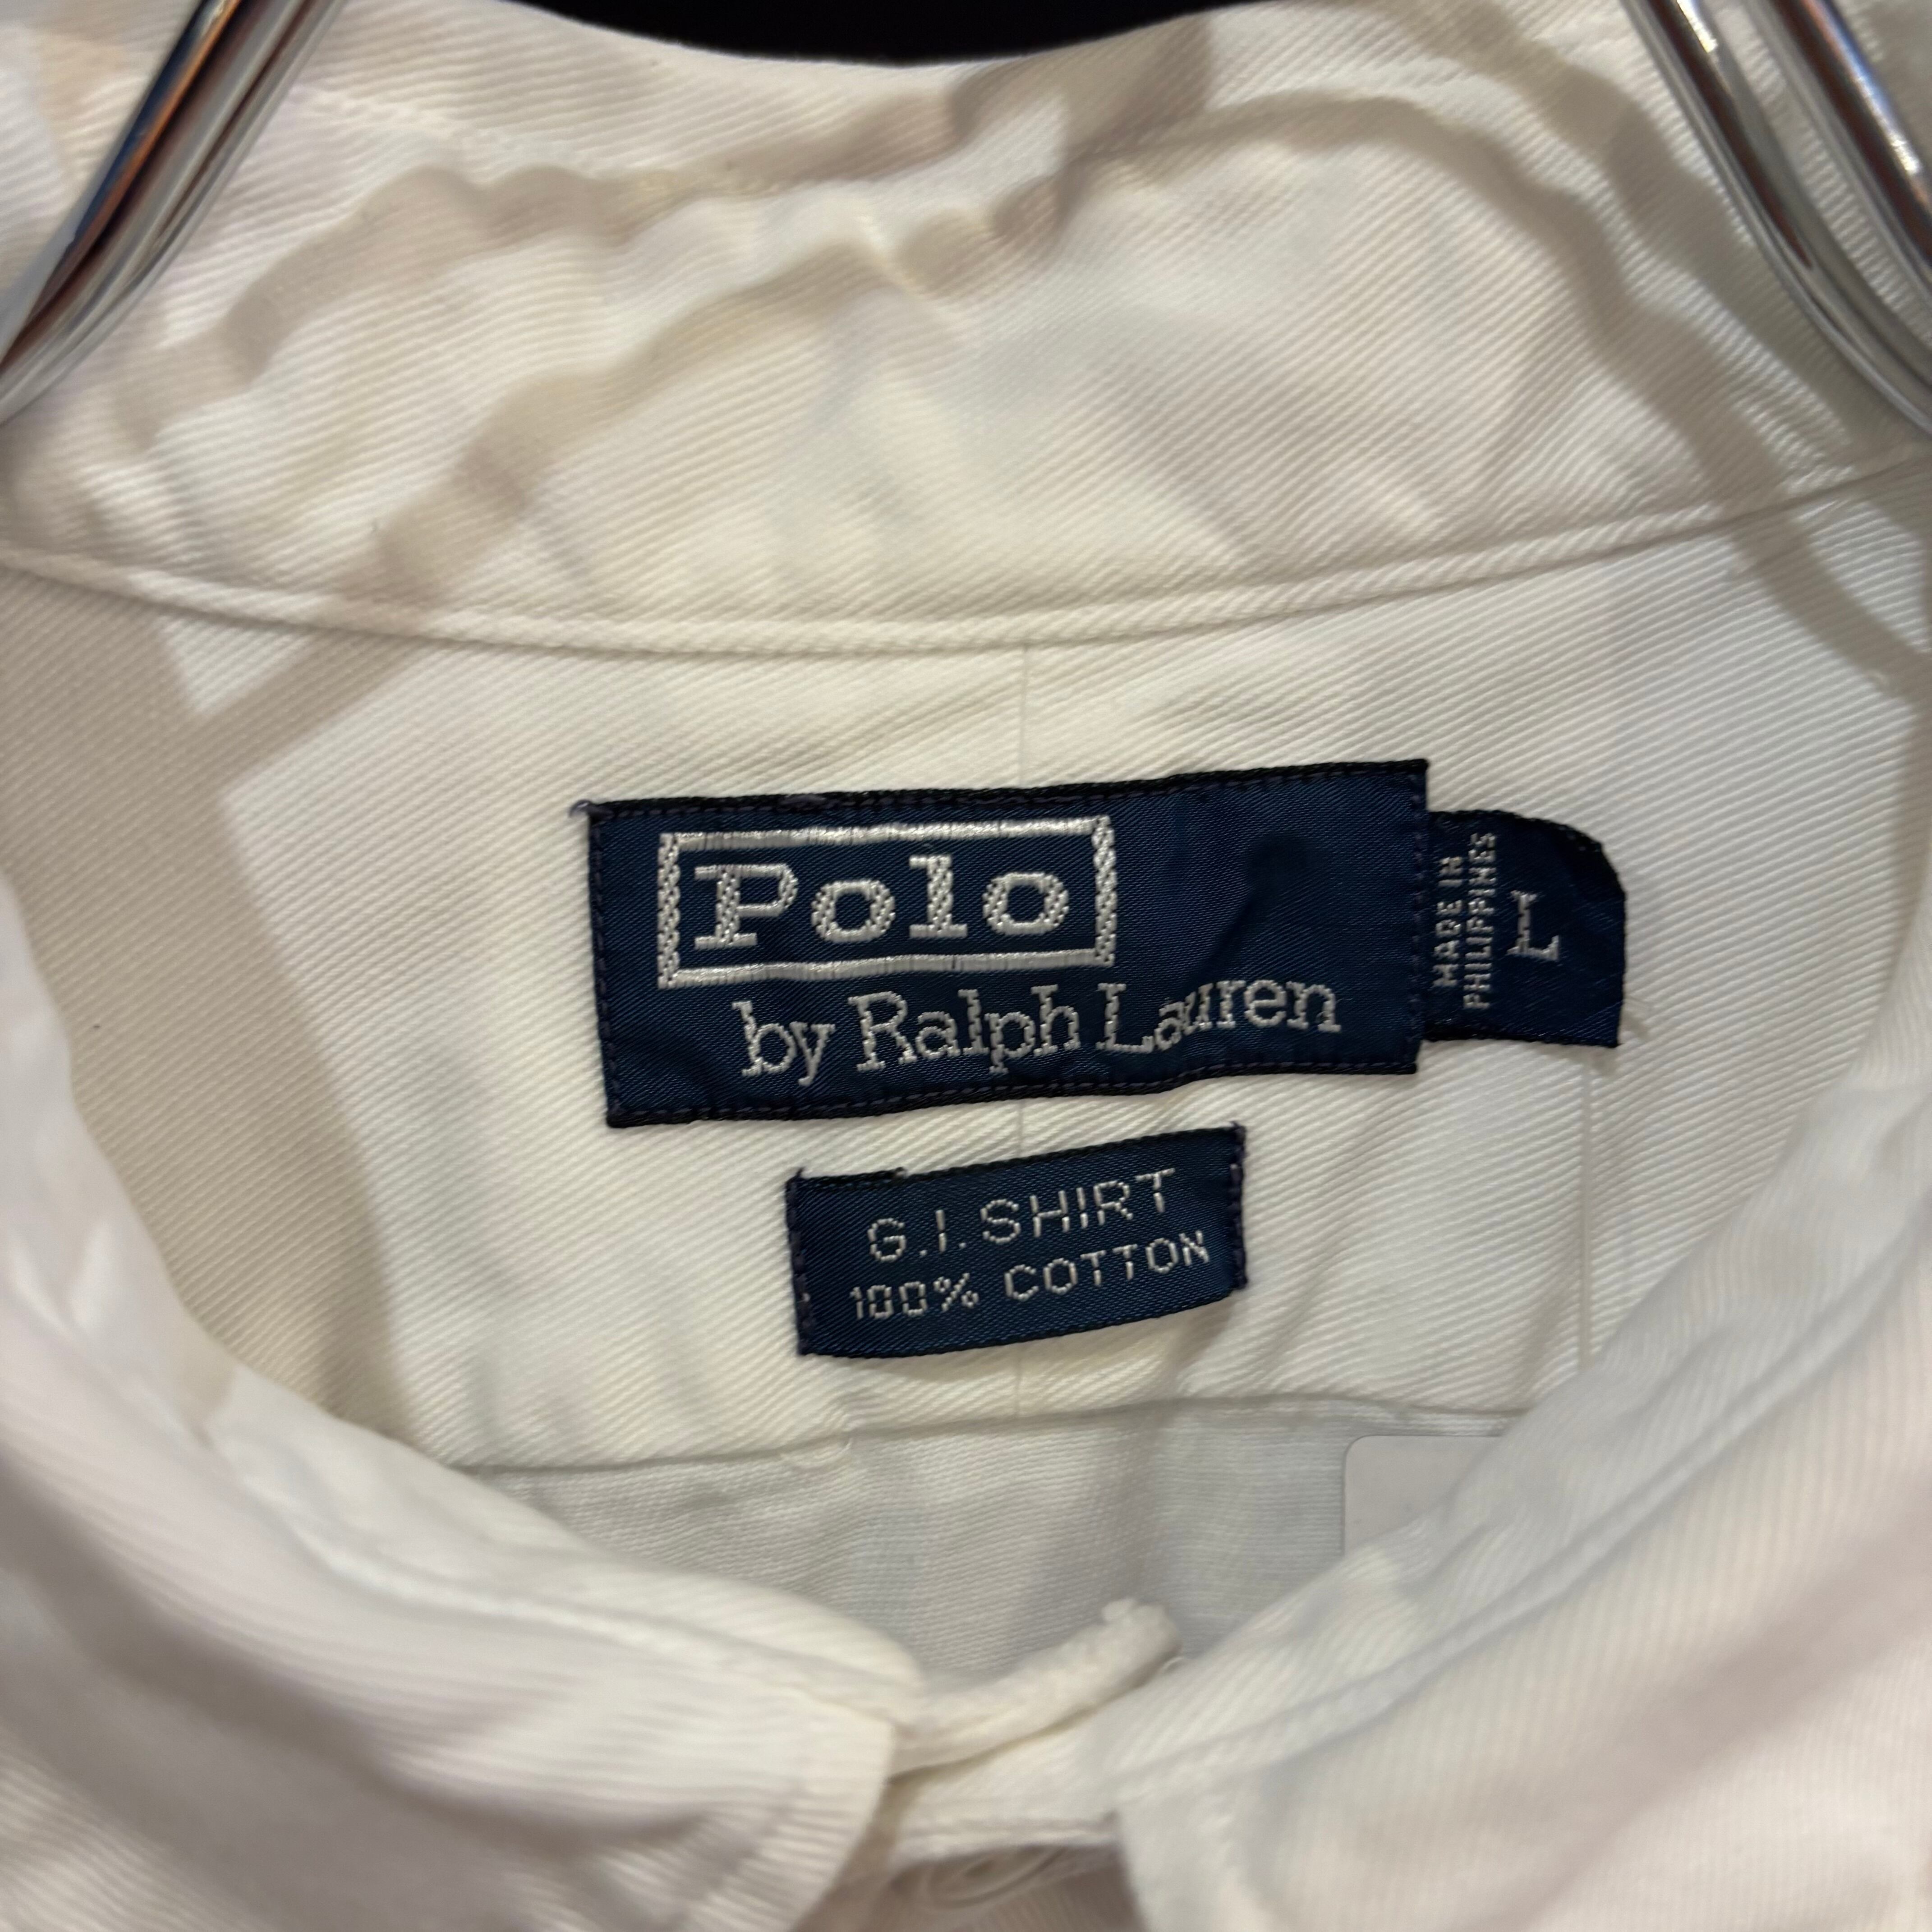 Polo
by Ralph Lauren
MADE IN
PHILIPPINES
L
G.I. SHIRT
100% COTTON